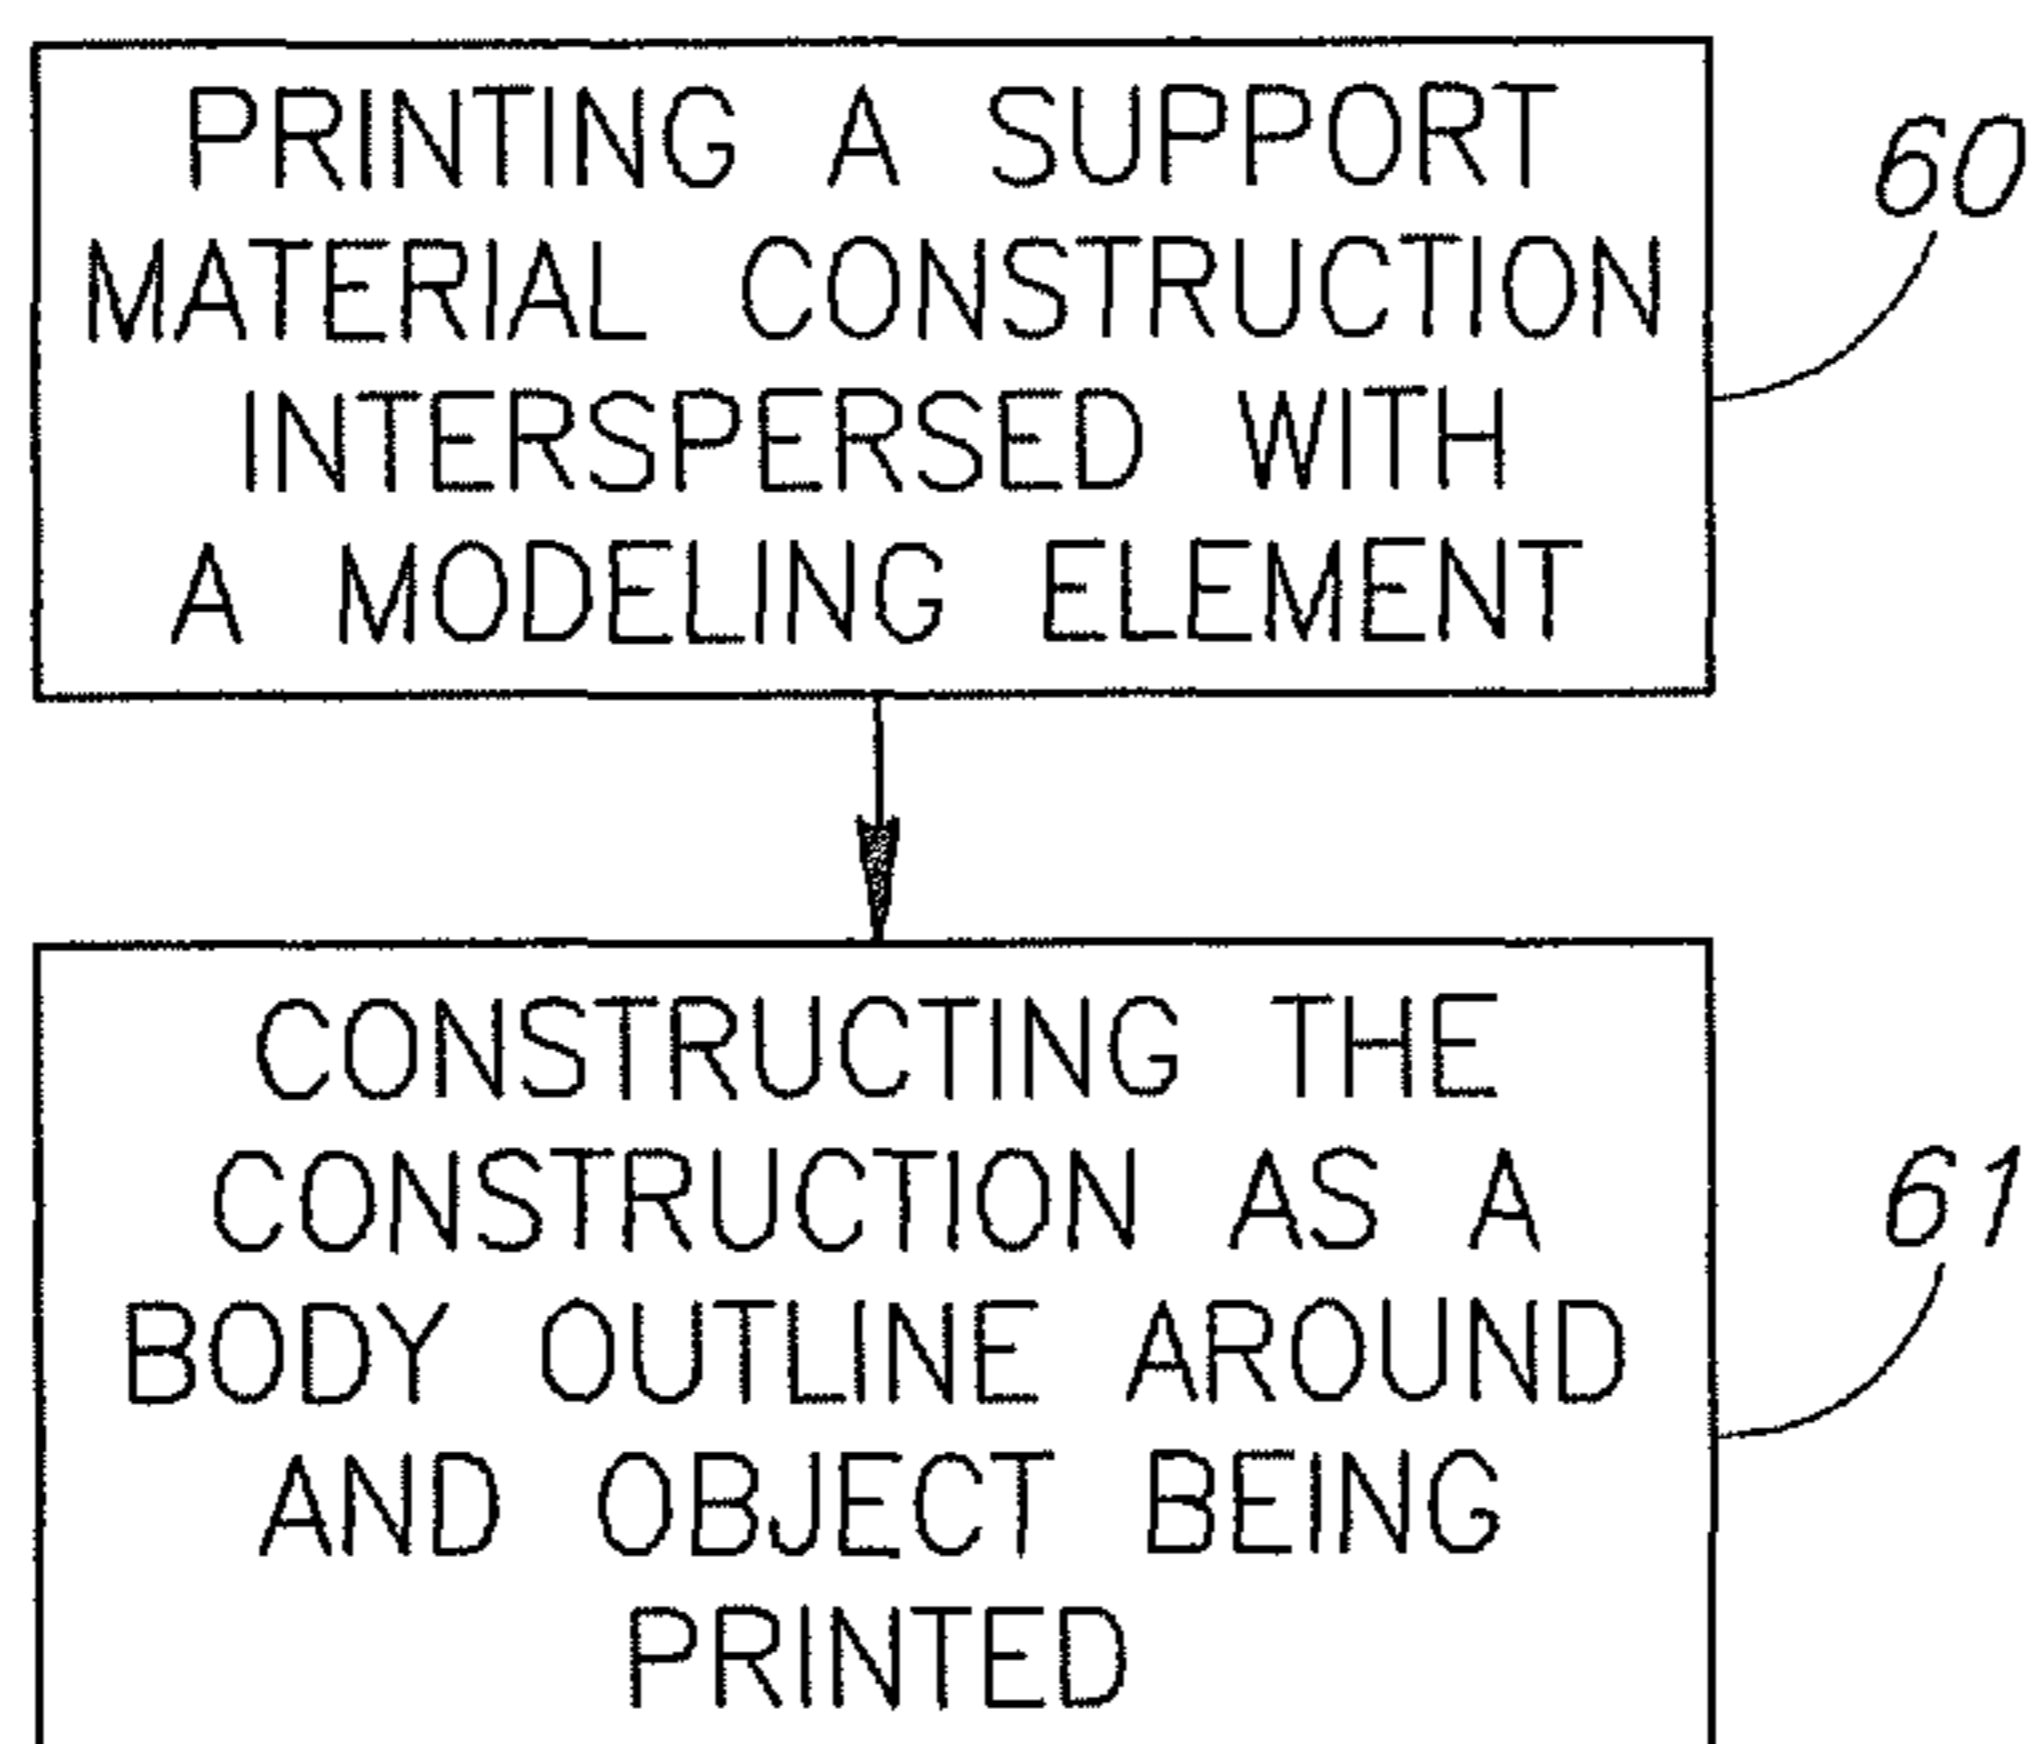 PRINTING A SUPPORT
MATERIAL CONSTRUCTION
INTERSPERSED WITH
A MODELING ELEMENT
60
CONSTRUCTING THE
CONSTRUCTION AS A
BODY OUTLINE AROUND
AND OBJECT BEING
PRINTED
61